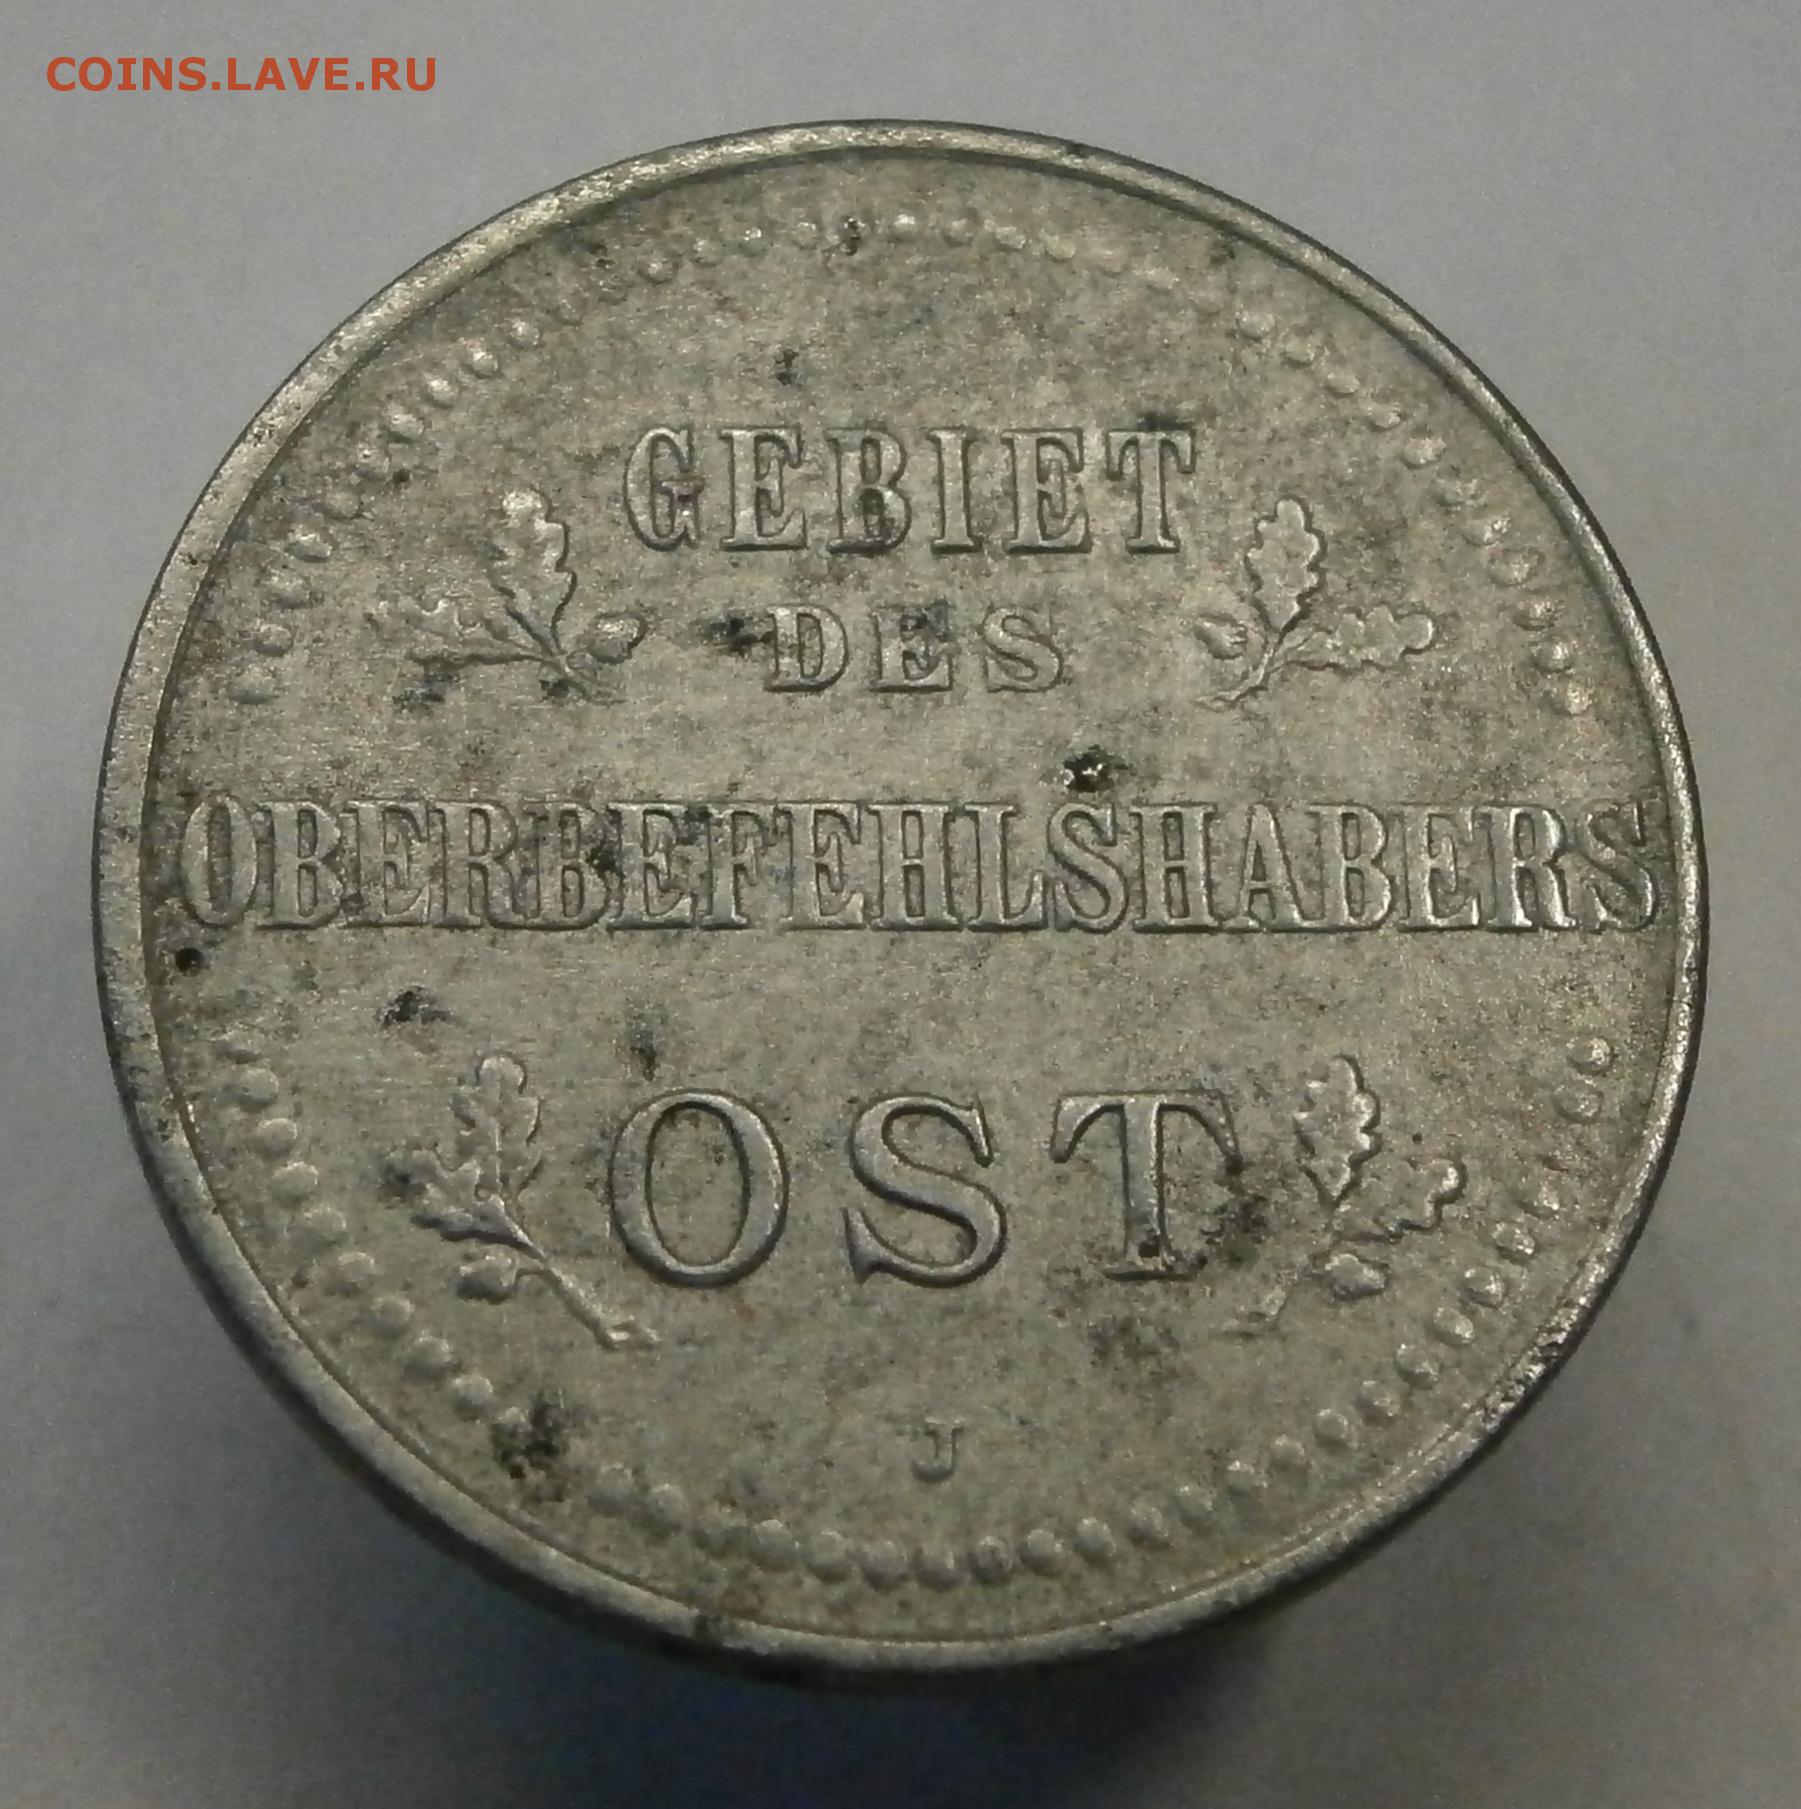 COINS.LAVE.RU
GEBIET
DES
OBERBEFEHLSHABERS
OST
J